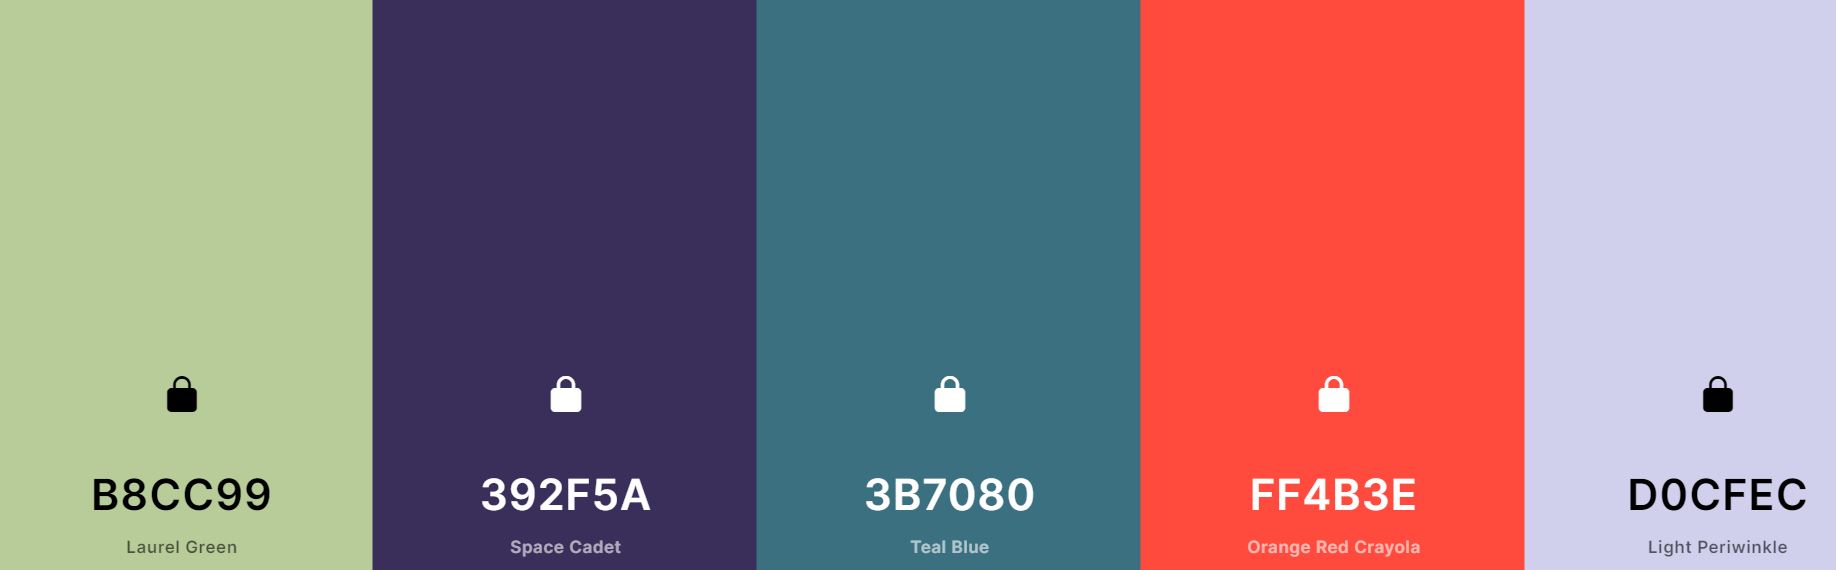 B8CC99
Laurel Green
392F5A
Space Cadet
3B7080
Teal Blue
FF4B3E
Orange Red Crayola
D0CFEC
Light Periwinkle